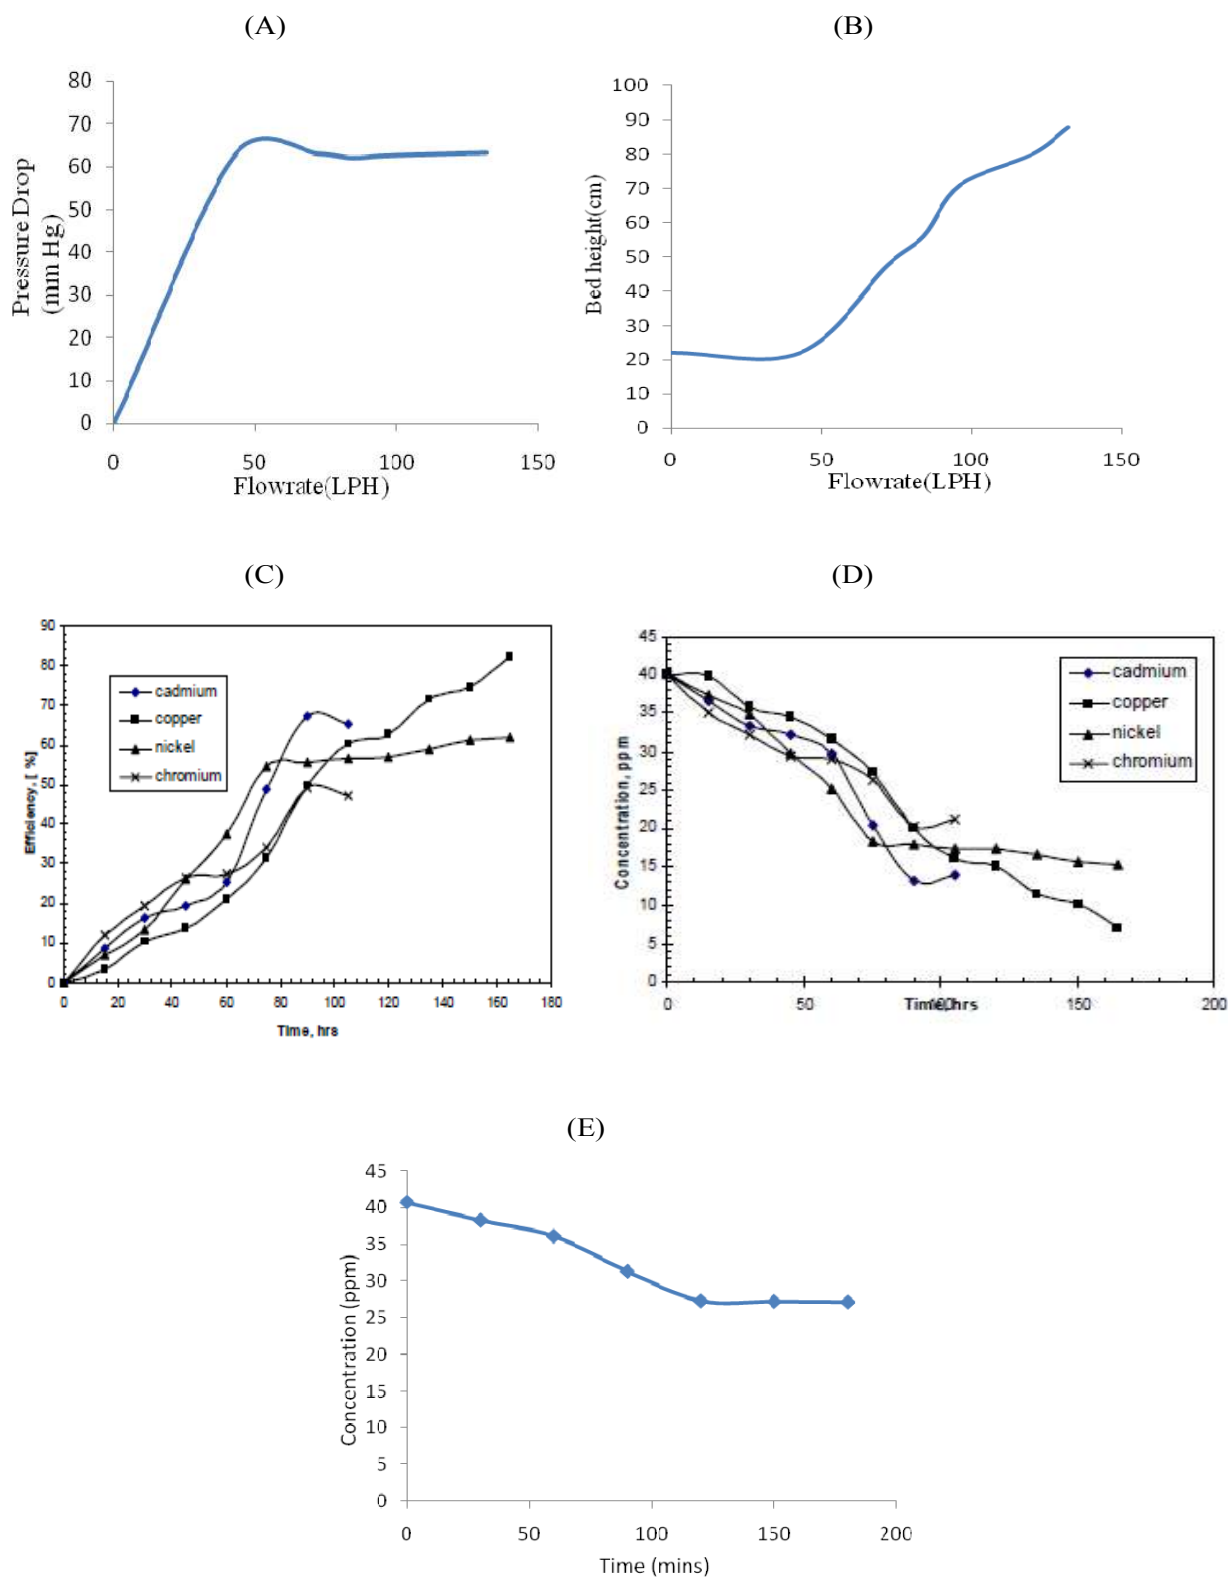 (A)
80
70
60
50
40
30
20
10
0
0 50 100 150
Pressure Drop
(mm Hg)
Flowrate(LPH)
(B)
100
90
80
70
60
50
40
30
20
10
0
0 50 100 150
Bed height(cm)
Flowrate(LPH)
(C)
90
80
70
60
50
40
30
20
10
0
0 20 40 60 80 100 120 140 160 180
Efficiency, [ %]
Time, hrs
cadmium
copper
nickel
chromium
(D)
45
40
35
30
25
20
15
10
5
0
0 50 100 150 200
Concentration, ppm
Time, hrs
cadmium
copper
nickel
chromium
(E)
45
40
35
30
25
20
15
10
5
0
0 50 100 150 200
Concentration (ppm)
Time (mins)